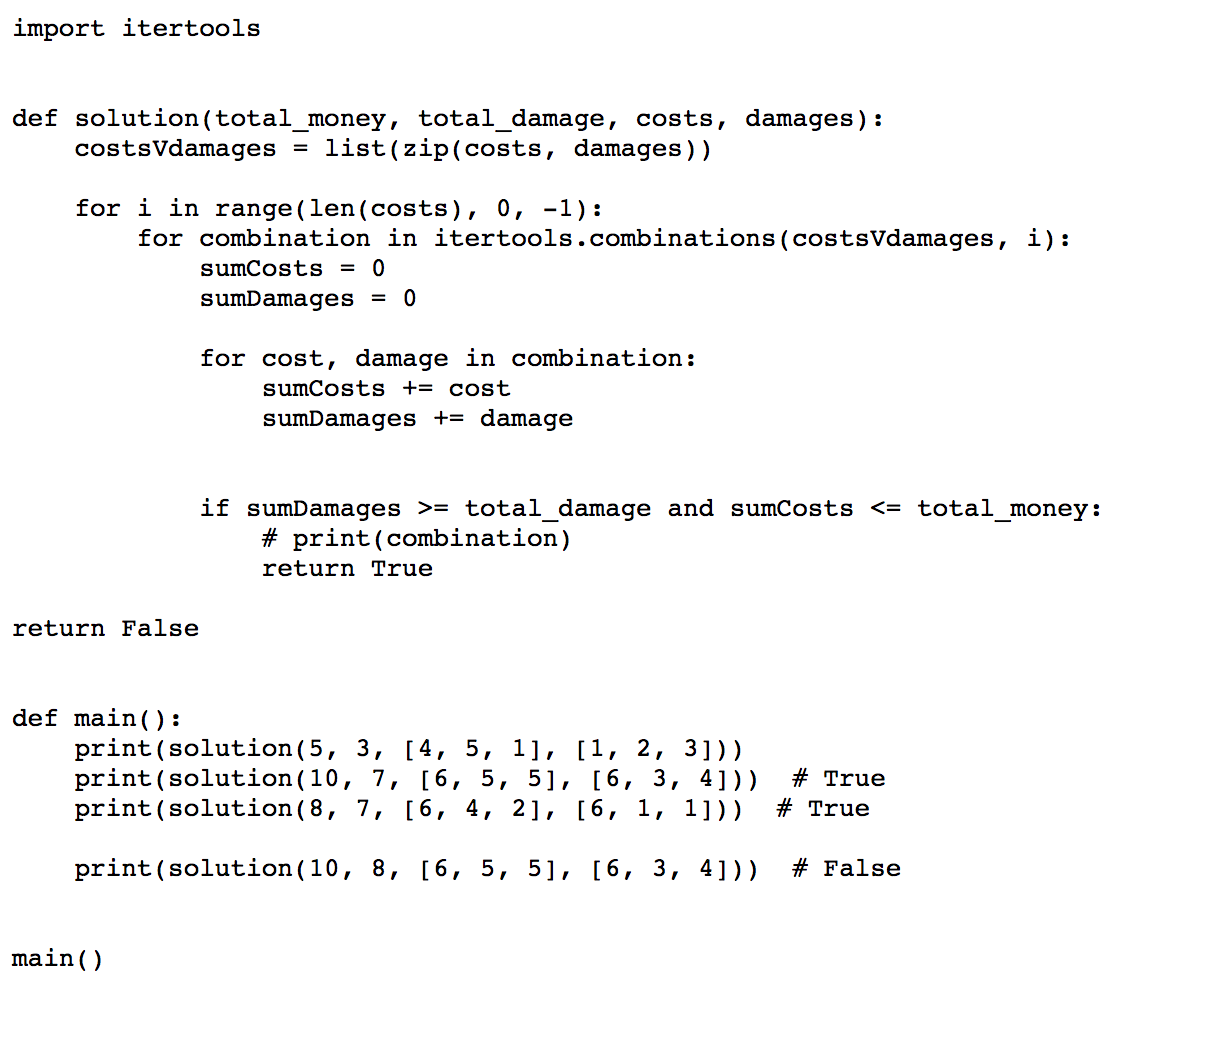 import itertools
def solution(total_money, total_damage, costs, damages):
    costsVdamages = list(zip(costs, damages))
    for i in range(len(costs), 0, -1):
        for combination in itertools.combinations(costsVdamages, i):
            sumCosts = 0
            sumDamages = 0
            for cost, damage in combination:
                sumCosts += cost
                sumDamages += damage
            if sumDamages >= total_damage and sumCosts <= total_money:
                # print(combination)
                return True
return False
def main():
    print(solution(5, 3, [4, 5, 1], [1, 2, 3]))
    print(solution(10, 7, [6, 5, 5], [6, 3, 4]))  # True
    print(solution(8, 7, [6, 4, 2], [6, 1, 1]))  # True
    print(solution(10, 8, [6, 5, 5], [6, 3, 4]))  # False
main()